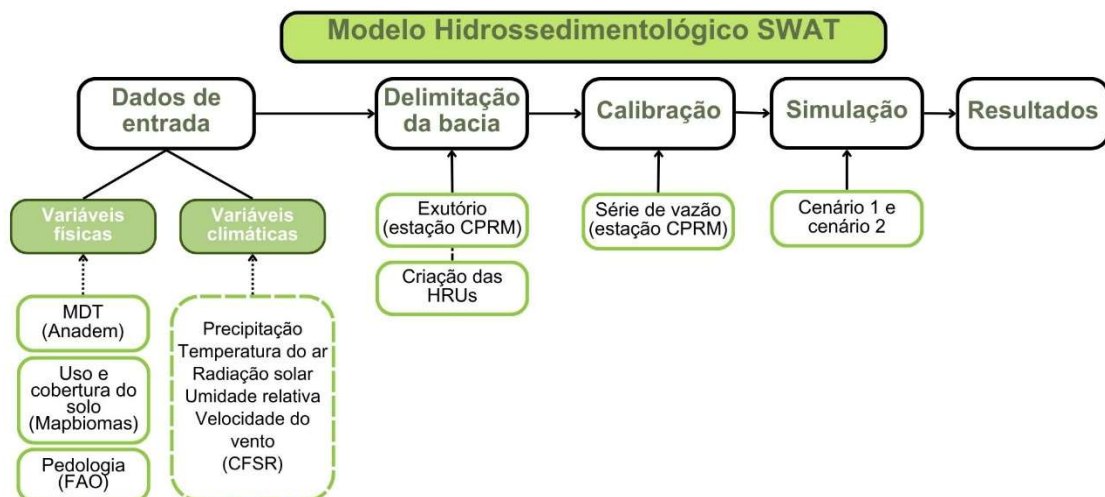 Modelo Hidrossedimentológico SWAT
Dados de
entrada
Delimitação
da bacia
Calibração
Simulação
Resultados
Variáveis
físicas
Variáveis
climáticas
Exutório
(estação CPRM)
Criação das
HRUs
Série de vazão
(estação CPRM)
Cenário 1 e
cenário 2
MDT
(Anadem)
Uso e
cobertura do
solo
(Mapbiomas)
Pedologia
(FAO)
Precipitação
Temperatura do ar
Radiação solar
Umidade relativa
Velocidade do
vento
(CFSR)